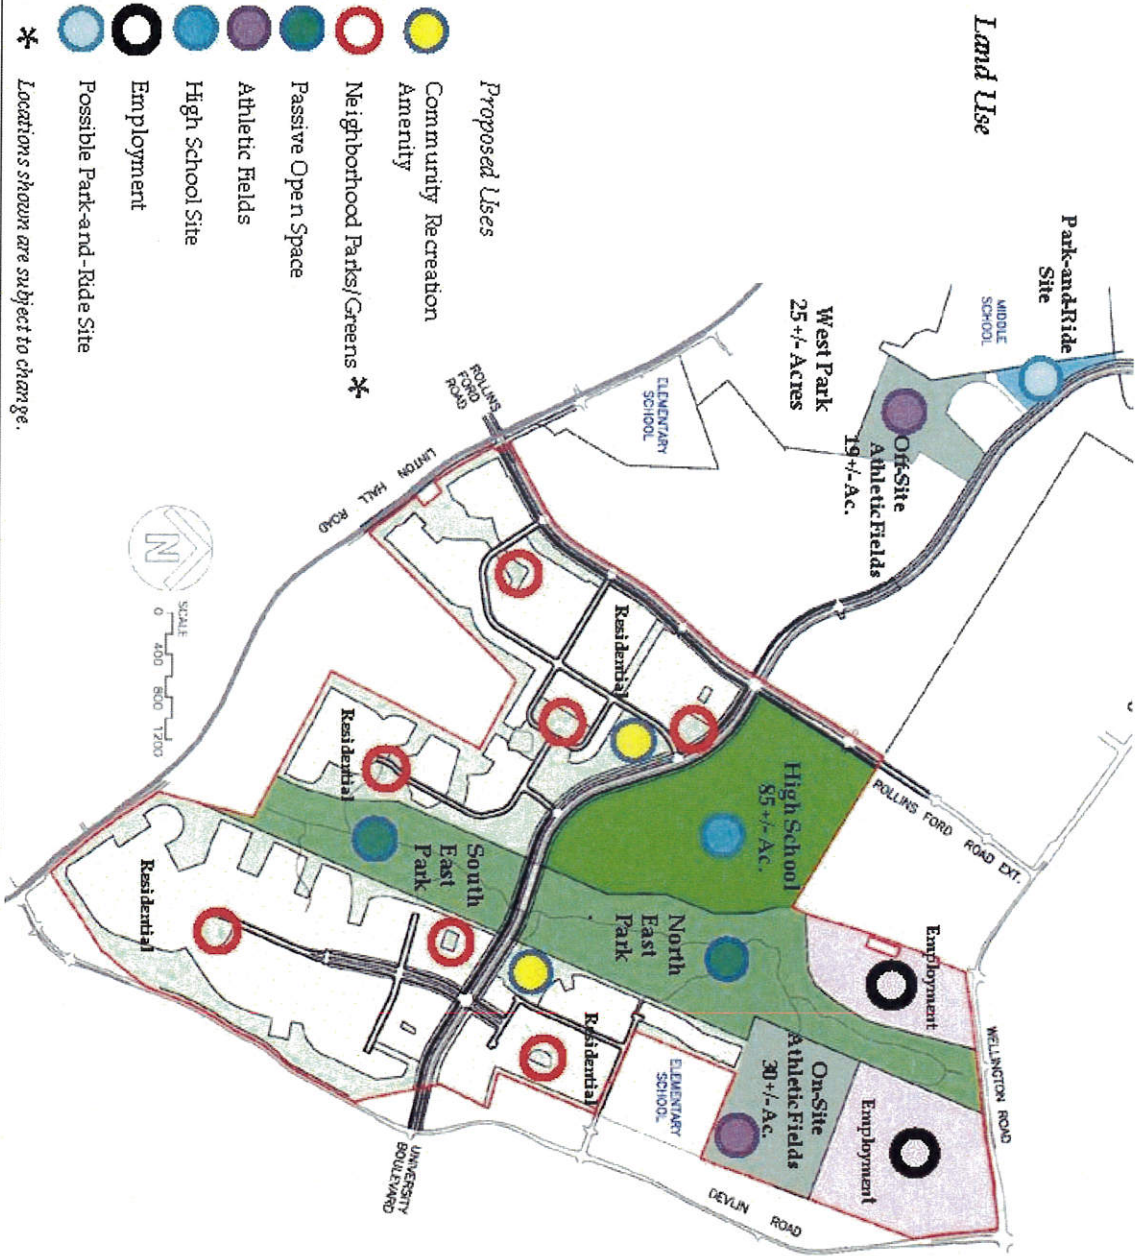 Land Use
Proposed Uses
Community Recreation
Amenity
Neighborhood Parks/Greens *
Passive Open Space
Athletic Fields
High School Site
Employment
Possible Park-and-Ride Site
* Locations shown are subject to change.
Park-and-Ride
Site
MIDDLE
SCHOOL
West Park
25 +/- Acres
Off-Site
Athletic Fields
19+/- Ac.
ELEMENTARY
SCHOOL
ROLLINS
FORD
ROAD
LINTON HALL ROAD
Residential
High School
85 +/- Ac.
ROLLINS FORD ROAD EXT.
Residential
South
East
Park
North
East
Park
Employment
WELLINGTON ROAD
Residential
Residential
On-Site
Athletic Fields
30+/- Ac.
Employment
ELEMENTARY
SCHOOL
DEVLIN ROAD
UNIVERSITY
BOULEVARD
N
SCALE
0 400 800 1200